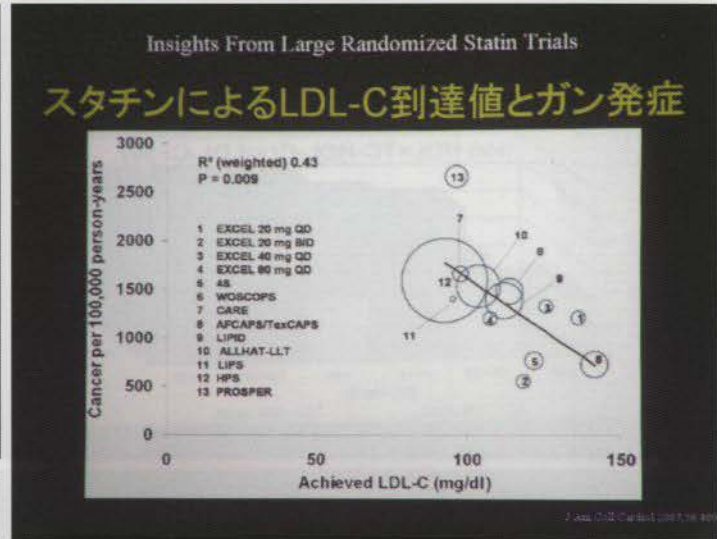 Insights From Large Randomized Statin Trials
スタチンによるLDL-C到達値とガン発症
Cancer per 100,000 person-years
3000
2500
2000
1500
1000
500
0
R² (weighted) 0.43
P = 0.009
1 EXCEL 20 mg QD
2 EXCEL 20 mg BID
3 EXCEL 40 mg QD
4 EXCEL 80 mg QD
5 4S
6 WOSCOPS
7 CARE
8 AFCAPS/TexCAPS
9 LIPID
10 ALLHAT-LLT
11 LIPS
12 HPS
13 PROSPER
13
7
10
8
12
9
4
3
1
11
5
6
2
0
50
100
150
Achieved LDL-C (mg/dl)
J Am Coll Cardiol 2007